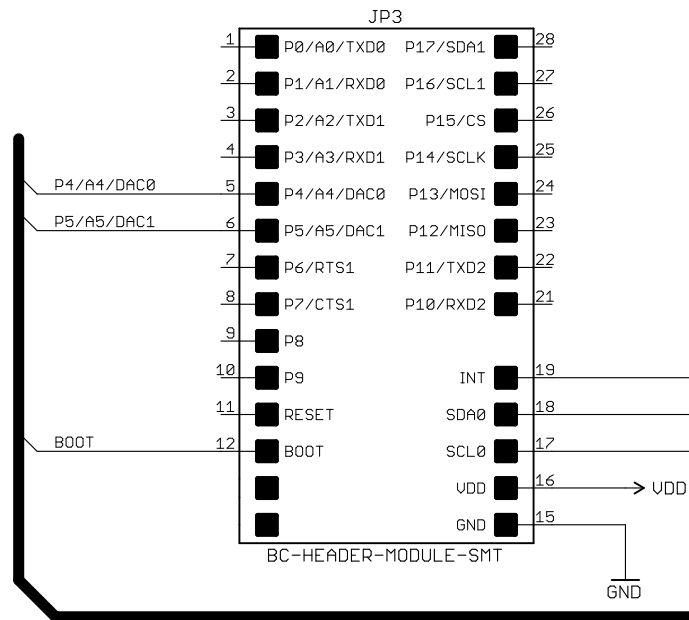 JP3
1 P0/A0/TXD0 P17/SDA1 28
2 P1/A1/RXD0 P16/SCL1 27
3 P2/A2/TXD1 P15/CS 26
4 P3/A3/RXD1 P14/SCLK 25
P4/A4/DAC0 5 P4/A4/DAC0 P13/MOSI 24
P5/A5/DAC1 6 P5/A5/DAC1 P12/MISO 23
7 P6/RTS1 P11/TXD2 22
8 P7/CTS1 P10/RXD2 21
9 P8
10 P9 INT 19
11 RESET SDA0 18
BOOT 12 BOOT SCL0 17
VDD 16 VDD
GND 15
BC-HEADER-MODULE-SMT
GND